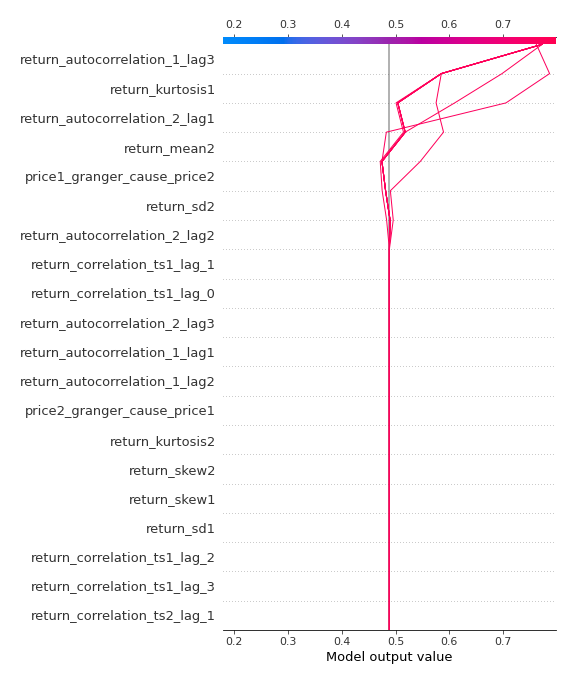 0.2 0.3 0.4 0.5 0.6 0.7
return_autocorrelation_1_lag3
return_kurtosis1
return_autocorrelation_2_lag1
return_mean2
price1_granger_cause_price2
return_sd2
return_autocorrelation_2_lag2
return_correlation_ts1_lag_1
return_correlation_ts1_lag_0
return_autocorrelation_2_lag3
return_autocorrelation_1_lag1
return_autocorrelation_1_lag2
price2_granger_cause_price1
return_kurtosis2
return_skew2
return_skew1
return_sd1
return_correlation_ts1_lag_2
return_correlation_ts1_lag_3
return_correlation_ts2_lag_1
0.2 0.3 0.4 0.5 0.6 0.7
Model output value